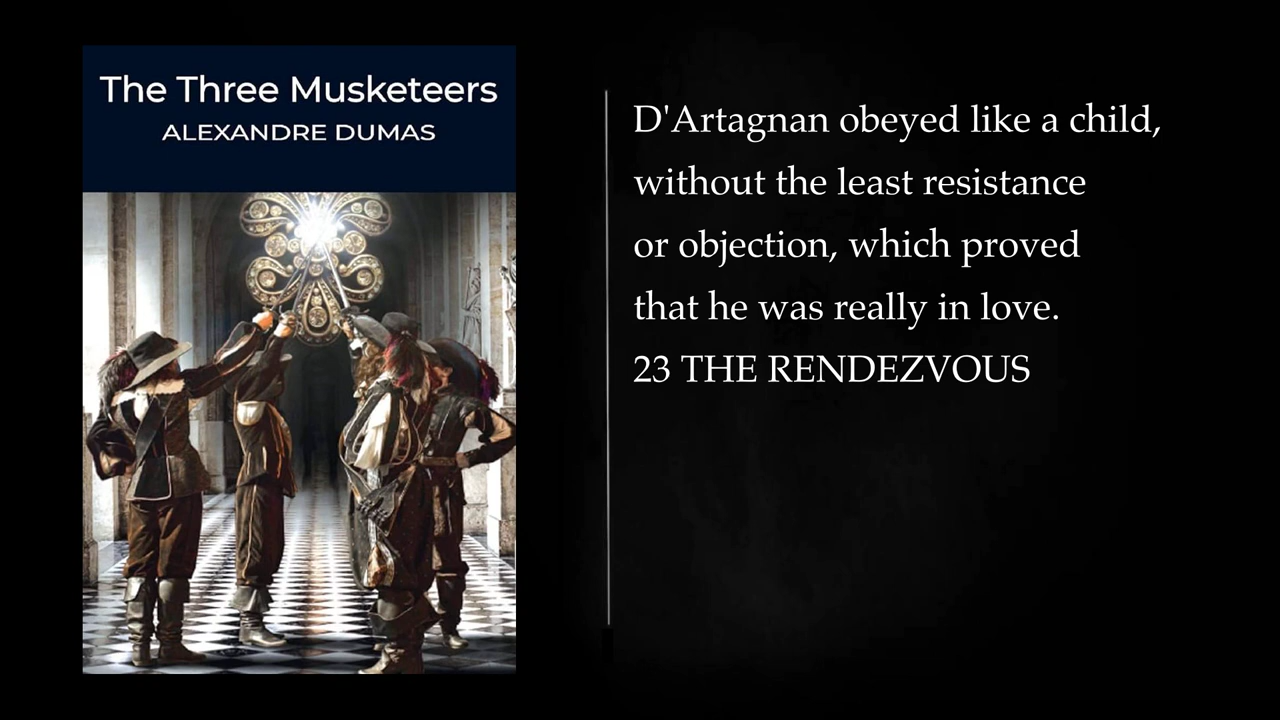 The Three Musketeers
ALEXANDRE DUMAS
D'Artagnan obeyed like a child,
without the least resistance
or objection, which proved
that he was really in love.
23 THE RENDEZVOUS